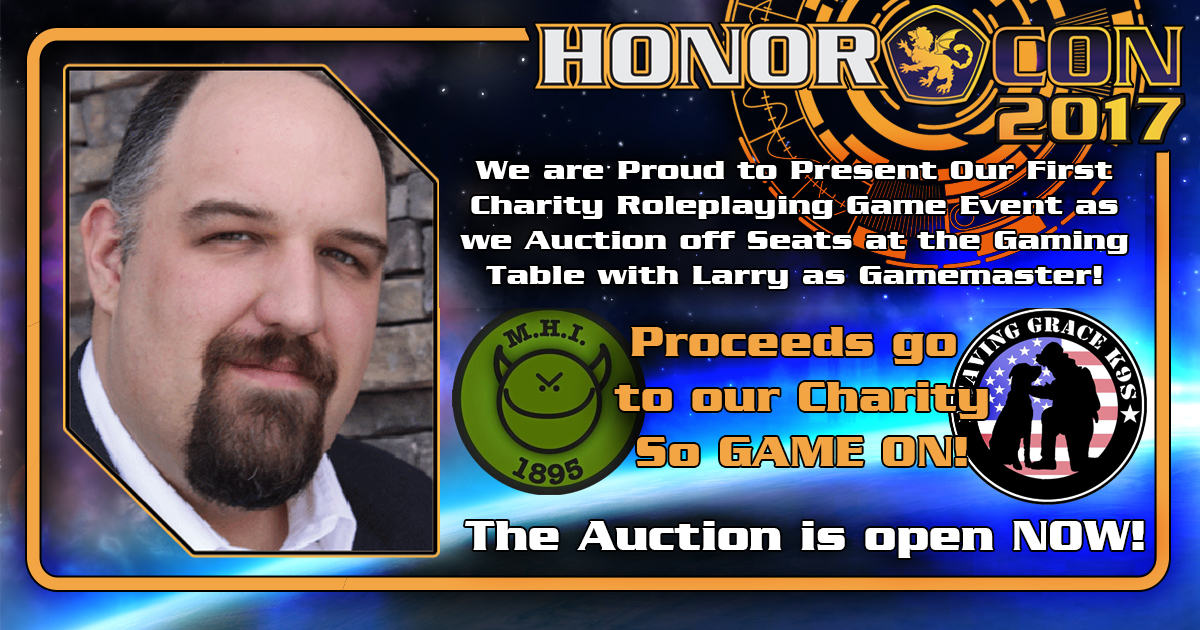 HONOR CON
2017
We are Proud to Present Our First
Charity Roleplaying Game Event as
we Auction off Seats at the Gaming
Table with Larry as Gamemaster!
M.H.I.
1895
Proceeds go
to our Charity
So GAME ON!
AVING GRACE K9S
The Auction is open NOW!